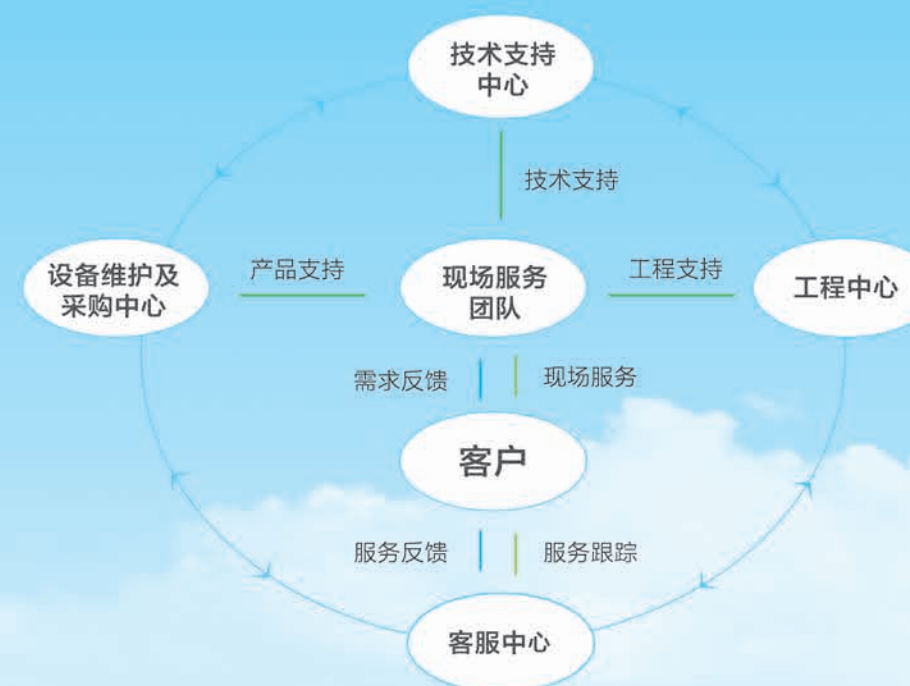 技术支持
中心
技术支持
设备维护及
采购中心
产品支持
现场服务
团队
工程支持
工程中心
需求反馈
现场服务
客户
服务反馈
服务跟踪
客服中心